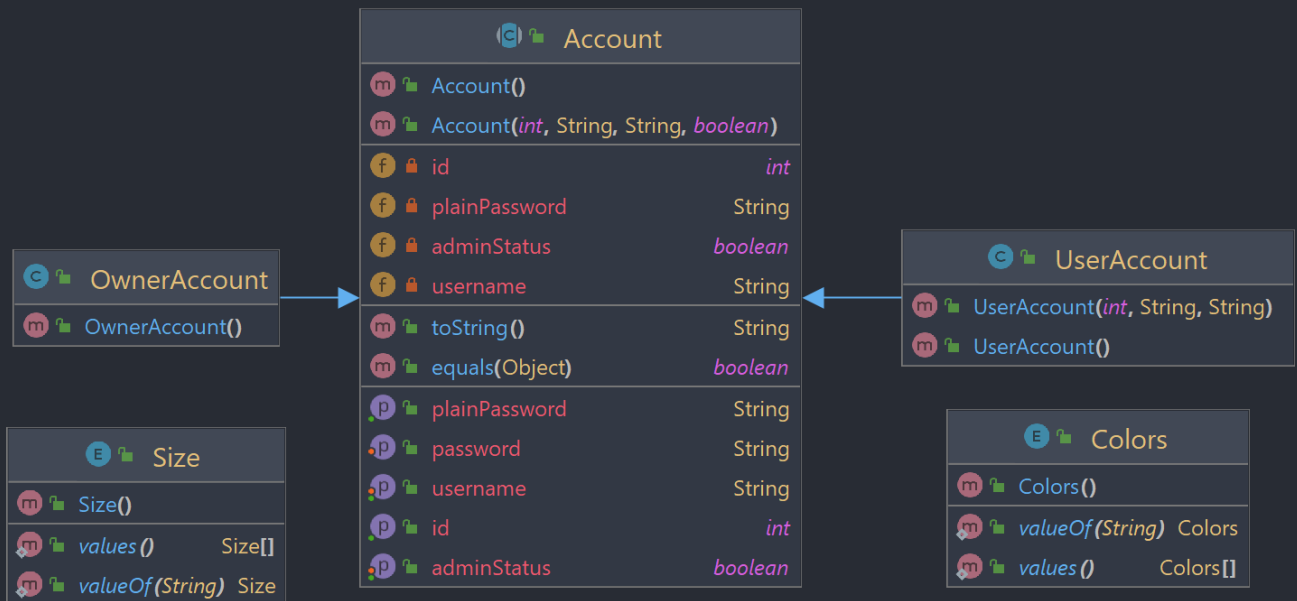 Account
Account()
Account(int, String, String, boolean)
id int
plainPassword String
adminStatus boolean
username String
toString() String
equals(Object) boolean
plainPassword String
password String
username String
id int
adminStatus boolean
OwnerAccount
OwnerAccount()
UserAccount
UserAccount(int, String, String)
UserAccount()
Size
Size()
values() Size[]
valueOf(String) Size
Colors
Colors()
valueOf(String) Colors
values() Colors[]